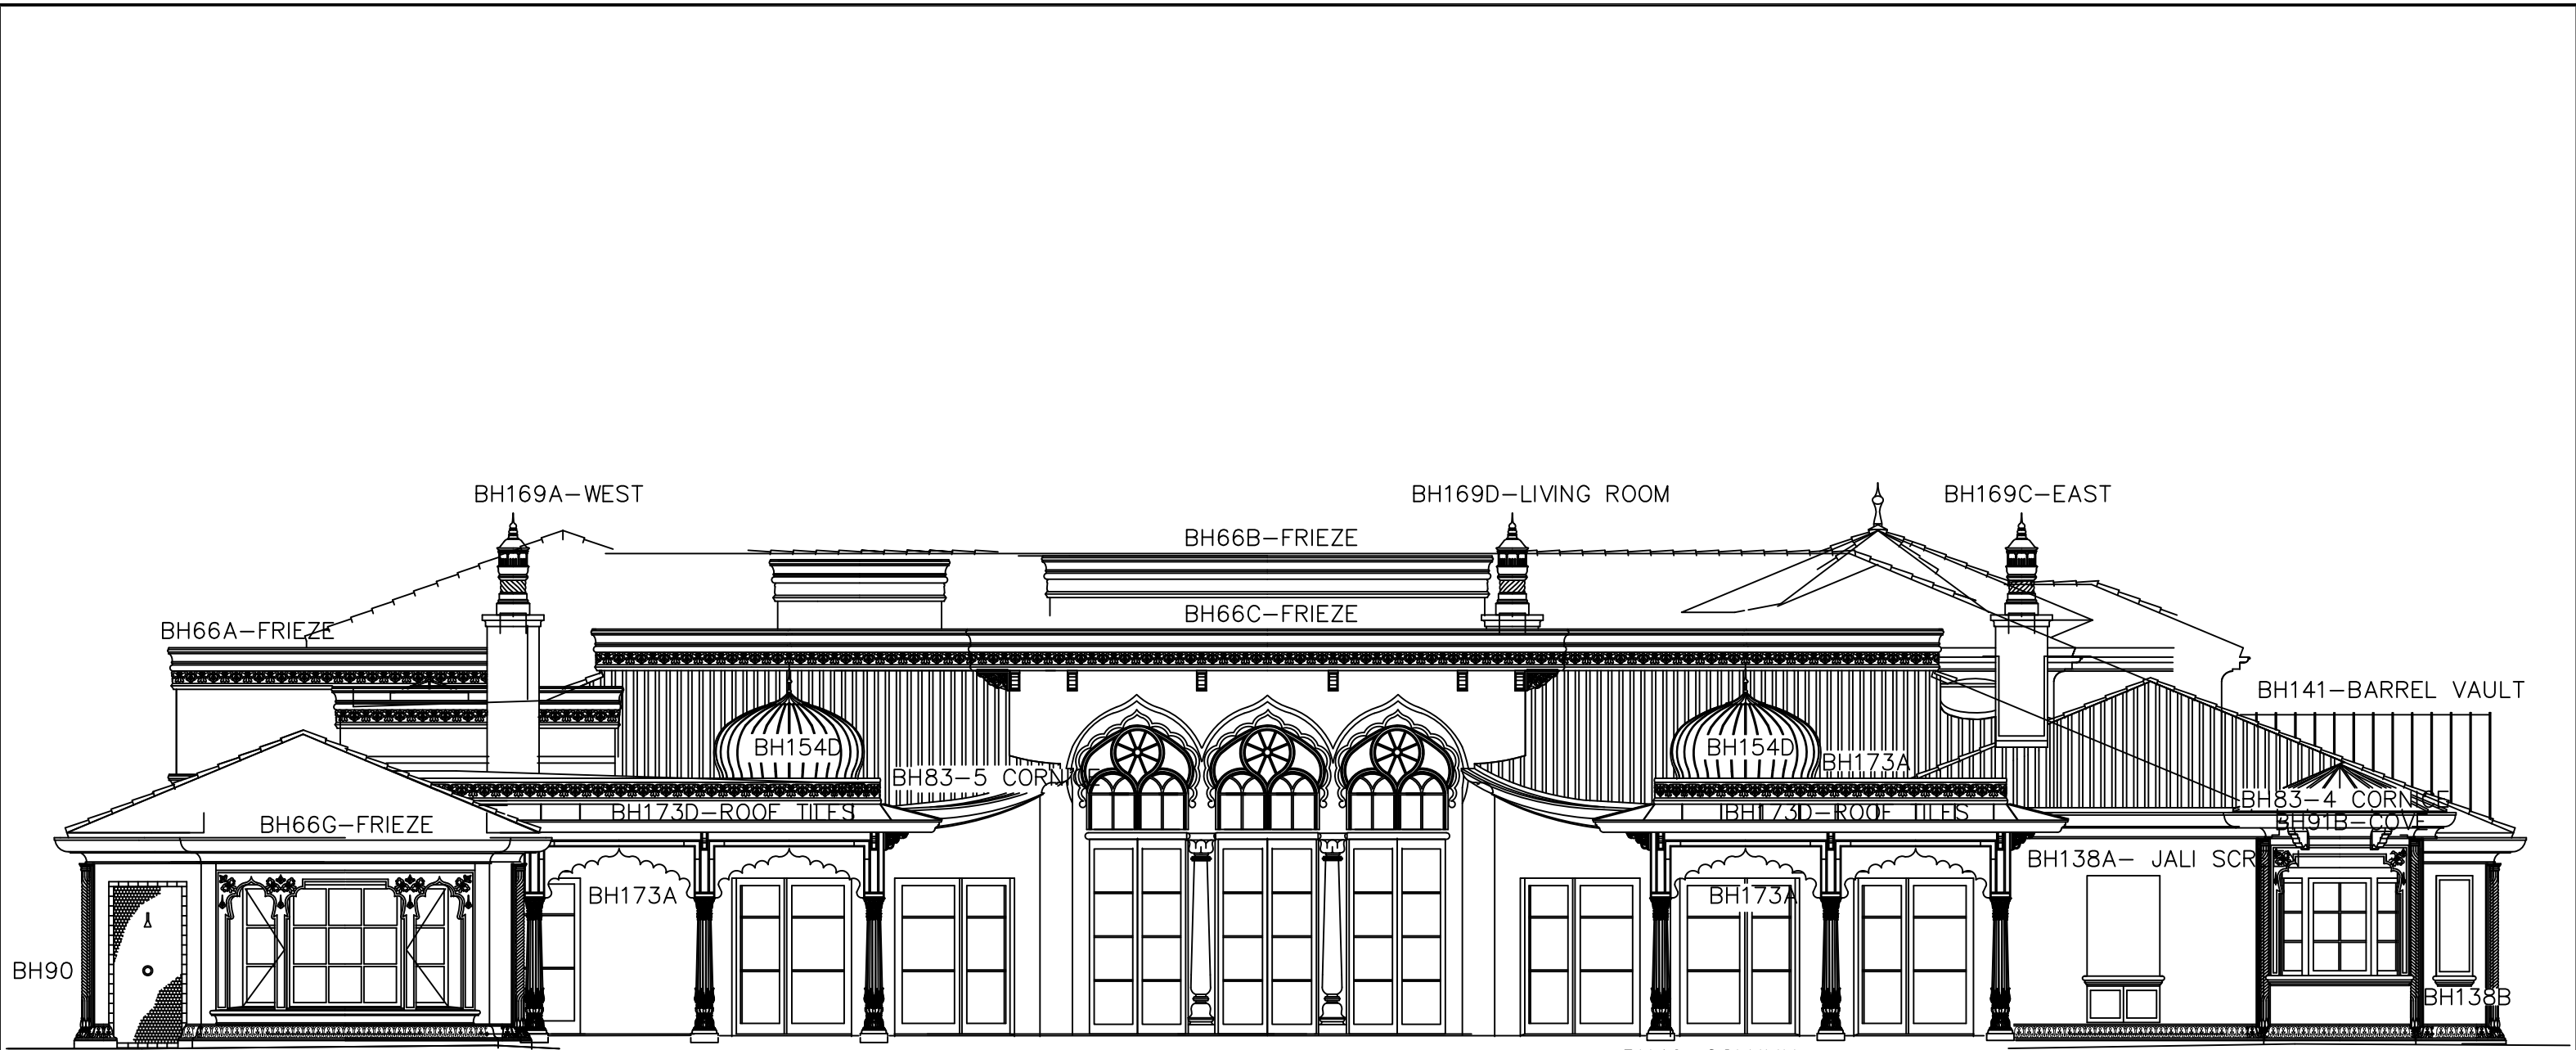 BH169A-WEST
BH169D-LIVING ROOM
BH169C-EAST
BH66B-FRIEZE
BH66C-FRIEZE
BH66A-FRIEZE
BH141-BARREL VAULT
BH154D
BH154D
BH173A
BH83-5 CORNICE
BH83-4 CORNICE
BH173D-ROOF TILES
BH173D-ROOF TILES
BH66G-FRIEZE
BH91B-COVE
BH138A- JALI SCR
BH173A
BH173A
BH90
BH138B